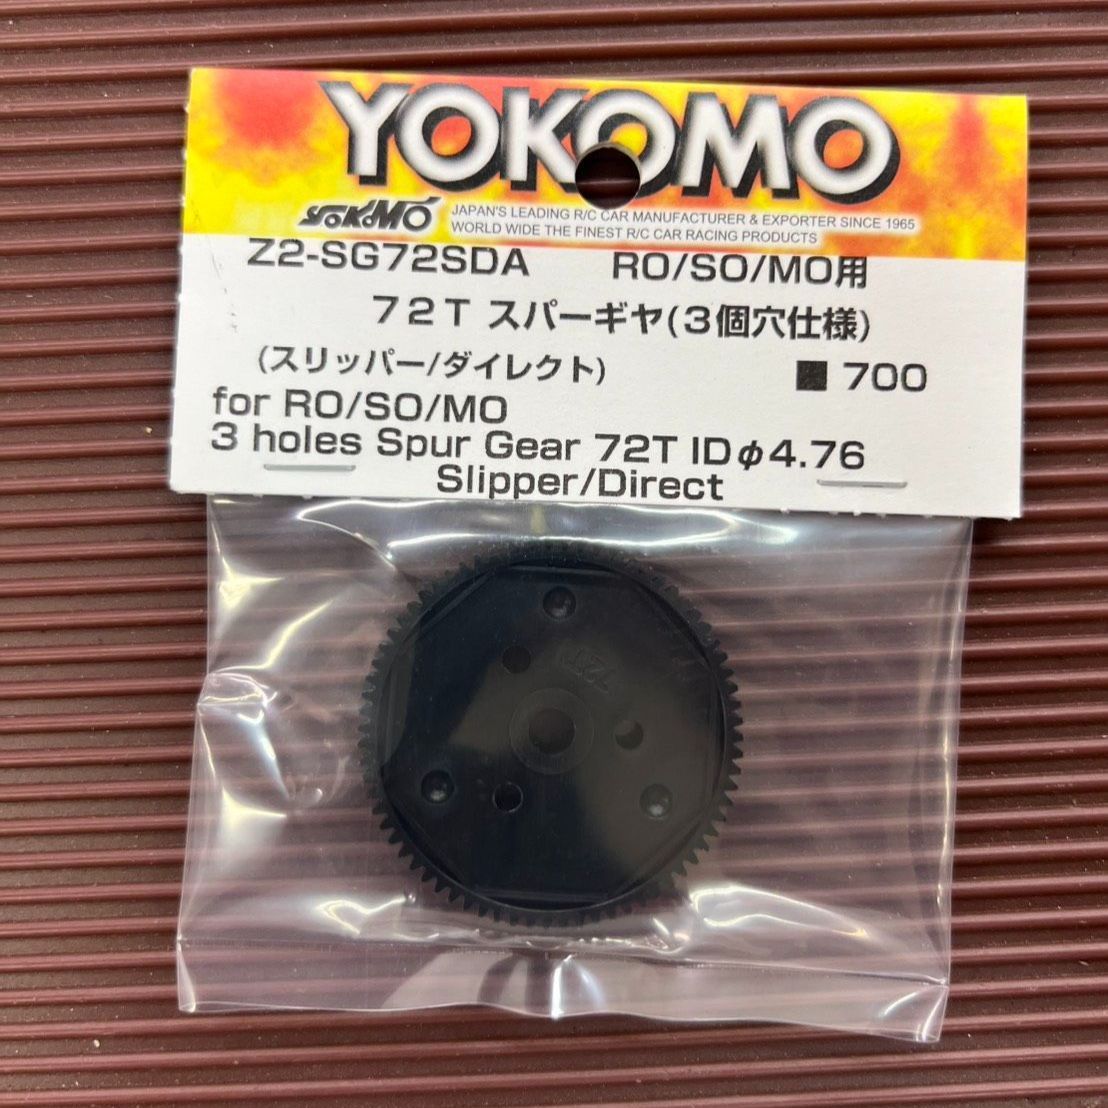 YOKOMO
YOKOMO JAPAN'S LEADING R/C CAR MANUFACTURER & EXPORTER SINCE 1965
WORLD WIDE THE FINEST R/C CAR RACING PRODUCTS
Z2-SG72SDA RO/SO/MO用
72T スパーギヤ(3個穴仕様)
(スリッパー/ダイレクト) ■ 700
for RO/SO/MO
3 holes Spur Gear 72T IDφ4.76
Slipper/Direct
72T